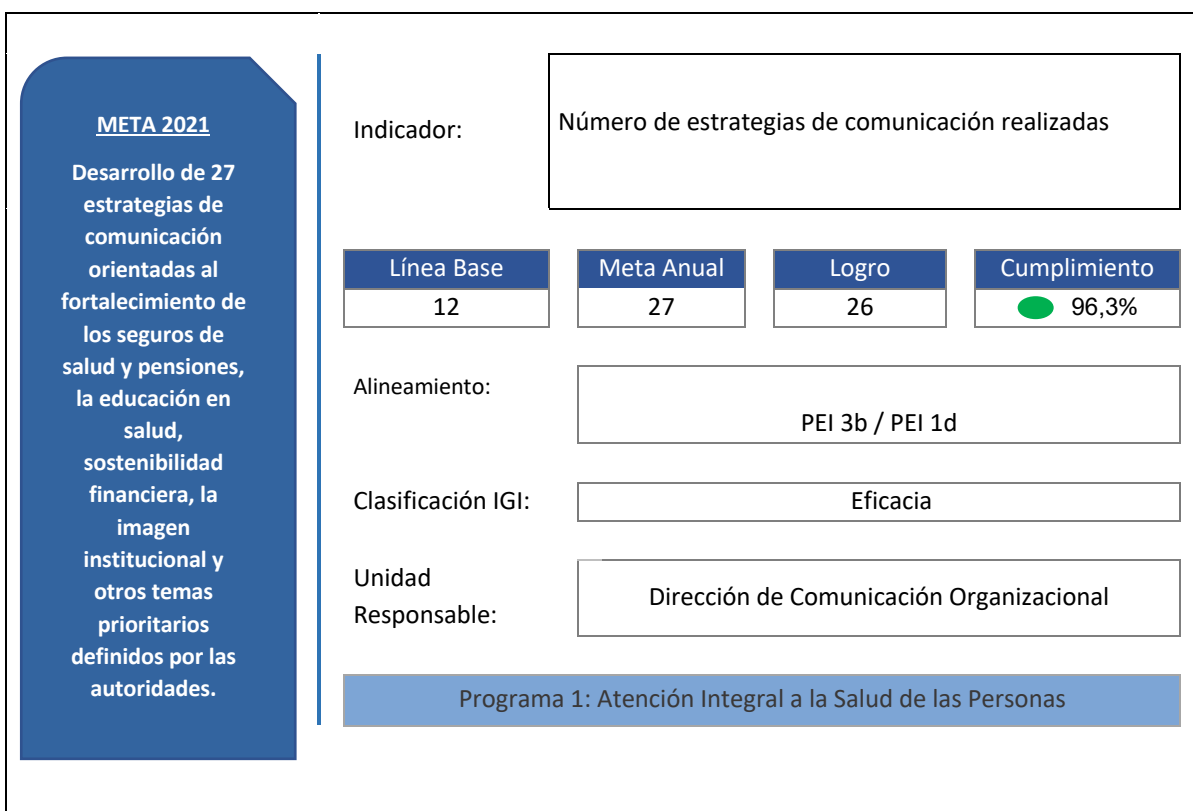 META 2021
Desarrollo de 27
estrategias de
comunicación
orientadas al
fortalecimiento de
los seguros de
salud y pensiones,
la educación en
salud,
sostenibilidad
financiera, la
imagen
institucional y
otros temas
prioritarios
definidos por las
autoridades.
Indicador:
Número de estrategias de comunicación realizadas
Línea Base
Meta Anual
Logro
Cumplimiento
12
27
26
96,3%
Alineamiento:
PEI 3b / PEI 1d
Clasificación IGI:
Eficacia
Unidad
Responsable:
Dirección de Comunicación Organizacional
Programa 1: Atención Integral a la Salud de las Personas